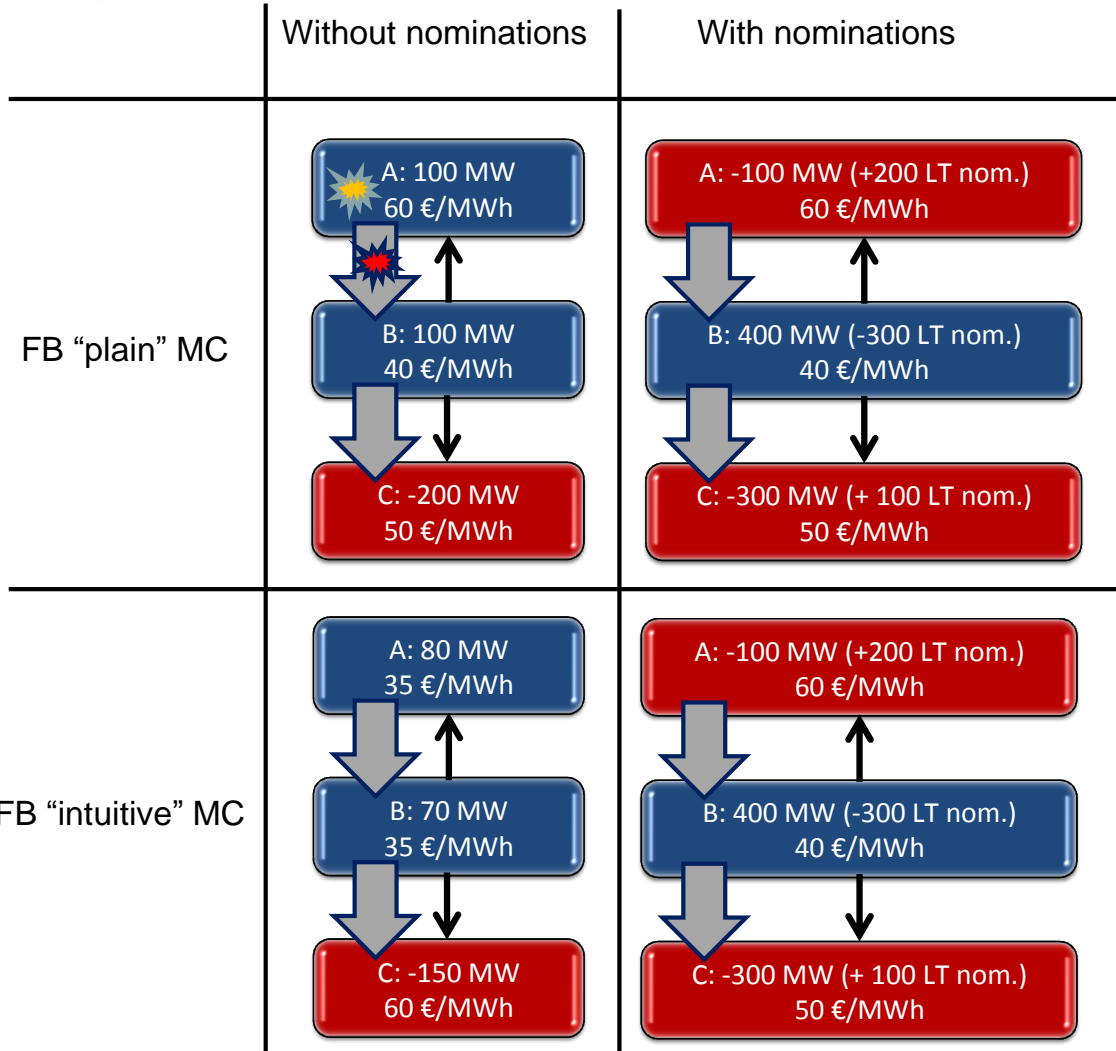 Without nominations
With nominations
FB “plain” MC
A: 100 MW
60 €/MWh
B: 100 MW
40 €/MWh
C: -200 MW
50 €/MWh
A: -100 MW (+200 LT nom.)
60 €/MWh
B: 400 MW (-300 LT nom.)
40 €/MWh
C: -300 MW (+ 100 LT nom.)
50 €/MWh
FB “intuitive” MC
A: 80 MW
35 €/MWh
B: 70 MW
35 €/MWh
C: -150 MW
60 €/MWh
A: -100 MW (+200 LT nom.)
60 €/MWh
B: 400 MW (-300 LT nom.)
40 €/MWh
C: -300 MW (+ 100 LT nom.)
50 €/MWh